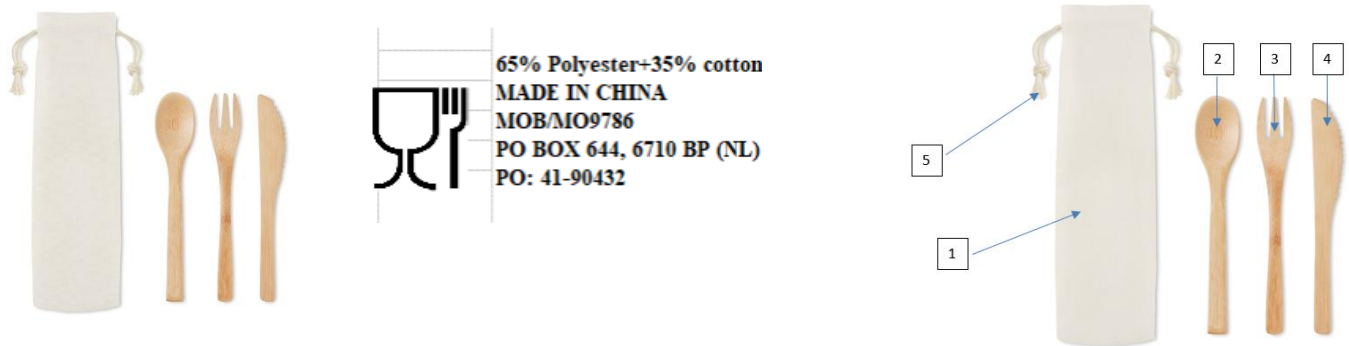 65% Polyester+35% cotton
MADE IN CHINA
MOB/MO9786
PO BOX 644, 6710 BP (NL)
PO: 41-90432
2
3
4
5
1